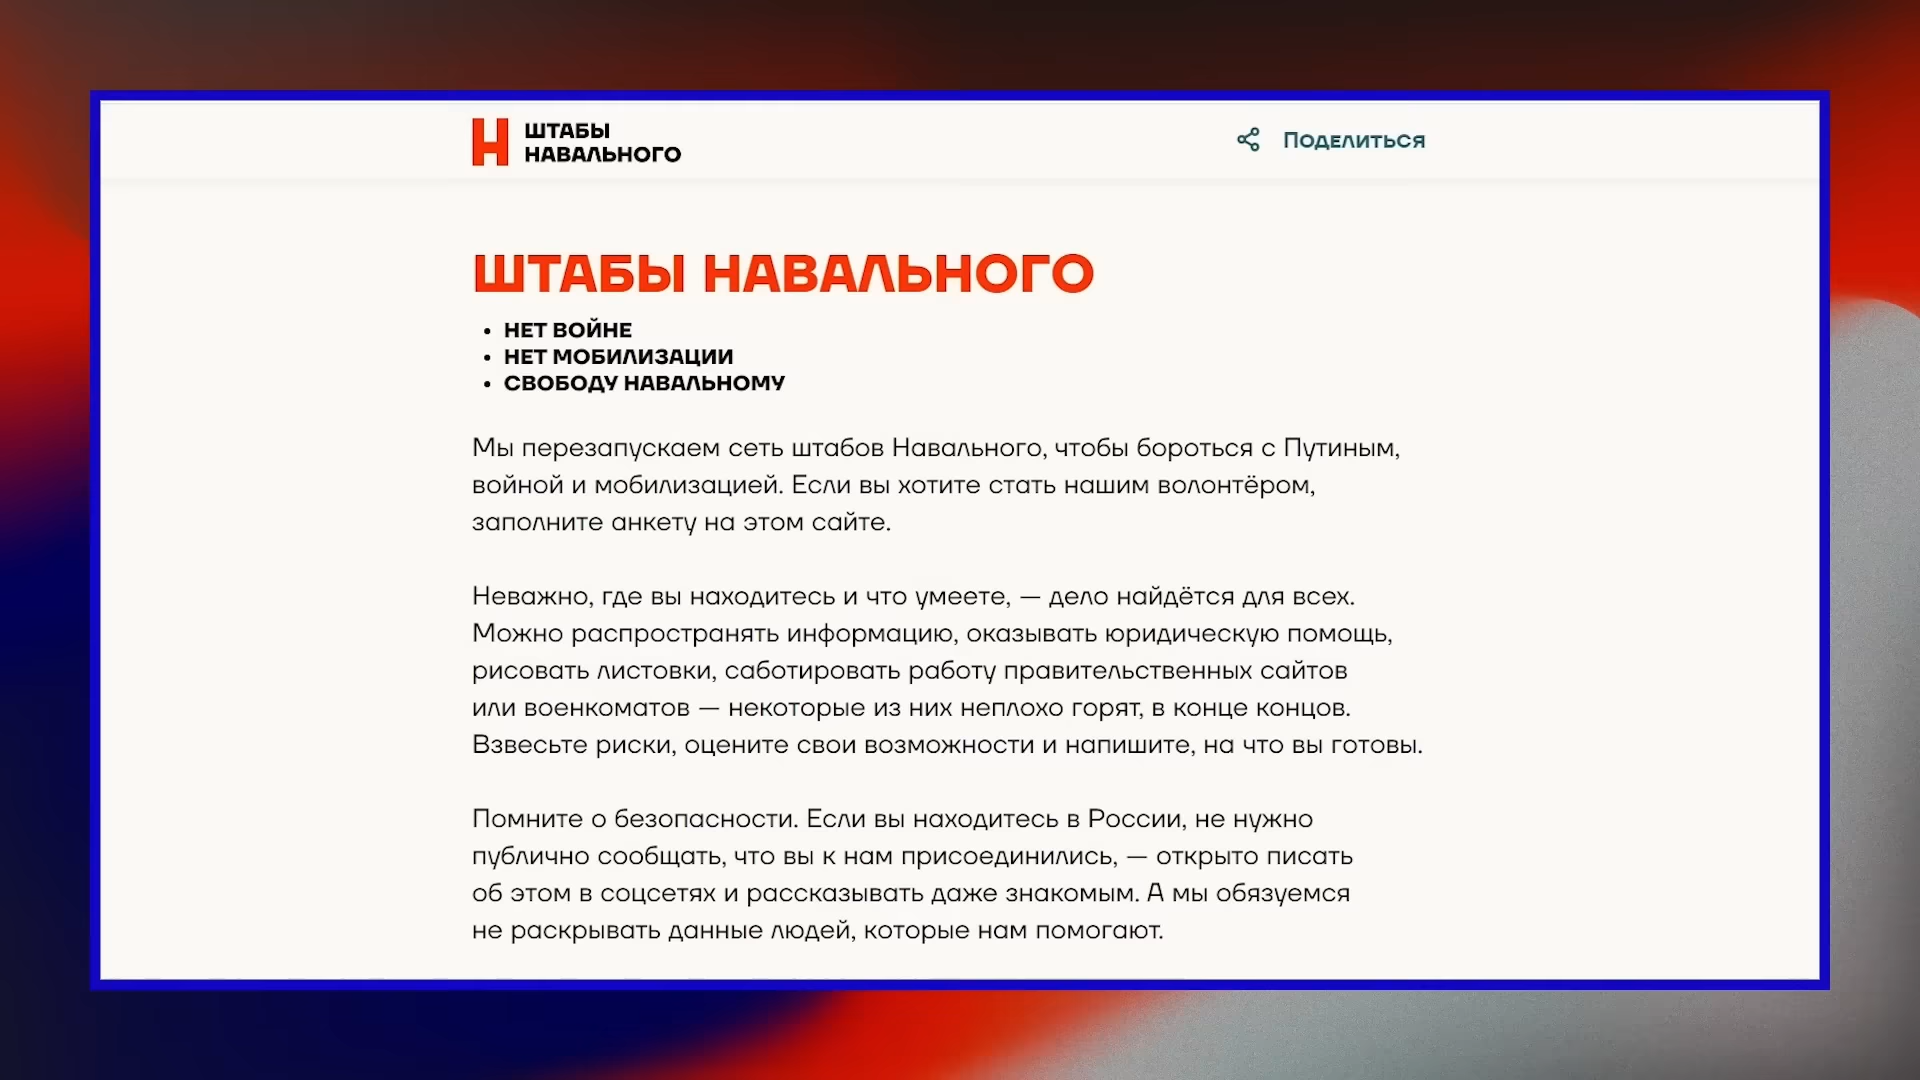 ШТАБЫ
НАВАЛЬНОГО
Поделиться
ШТАБЫ НАВАЛЬНОГО
• НЕТ ВОЙНЕ
• НЕТ МОБИЛИЗАЦИИ
• СВОБОДУ НАВАЛЬНОМУ
Мы перезапускаем сеть штабов Навального, чтобы бороться с Путиным,
войной и мобилизацией. Если вы хотите стать нашим волонтёром,
заполните анкету на этом сайте.
Неважно, где вы находитесь и что умеете, — дело найдётся для всех.
Можно распространять информацию, оказывать юридическую помощь,
рисовать листовки, саботировать работу правительственных сайтов
или военкоматов — некоторые из них неплохо горят, в конце концов.
Взвесьте риски, оцените свои возможности и напишите, на что вы готовы.
Помните о безопасности. Если вы находитесь в России, не нужно
публично сообщать, что вы к нам присоединились, — открыто писать
об этом в соцсетях и рассказывать даже знакомым. А мы обязуемся
не раскрывать данные людей, которые нам помогают.